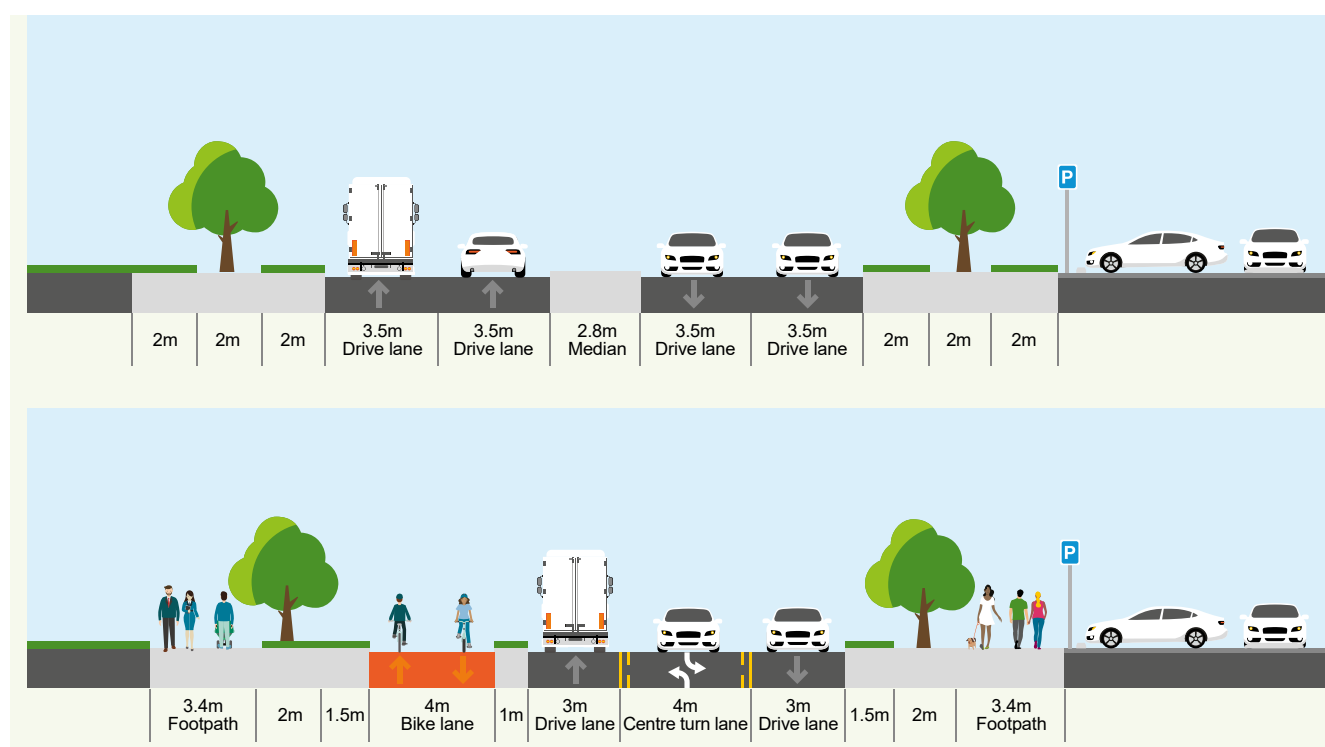 P
2m
2m
2m
3.5m
Drive lane
3.5m
Drive lane
2.8m
Median
3.5m
Drive lane
3.5m
Drive lane
2m
2m
2m
P
3.4m
Footpath
2m
1.5m
4m
Bike lane
1m
3m
Drive lane
4m
Centre turn lane
3m
Drive lane
1.5m
2m
3.4m
Footpath